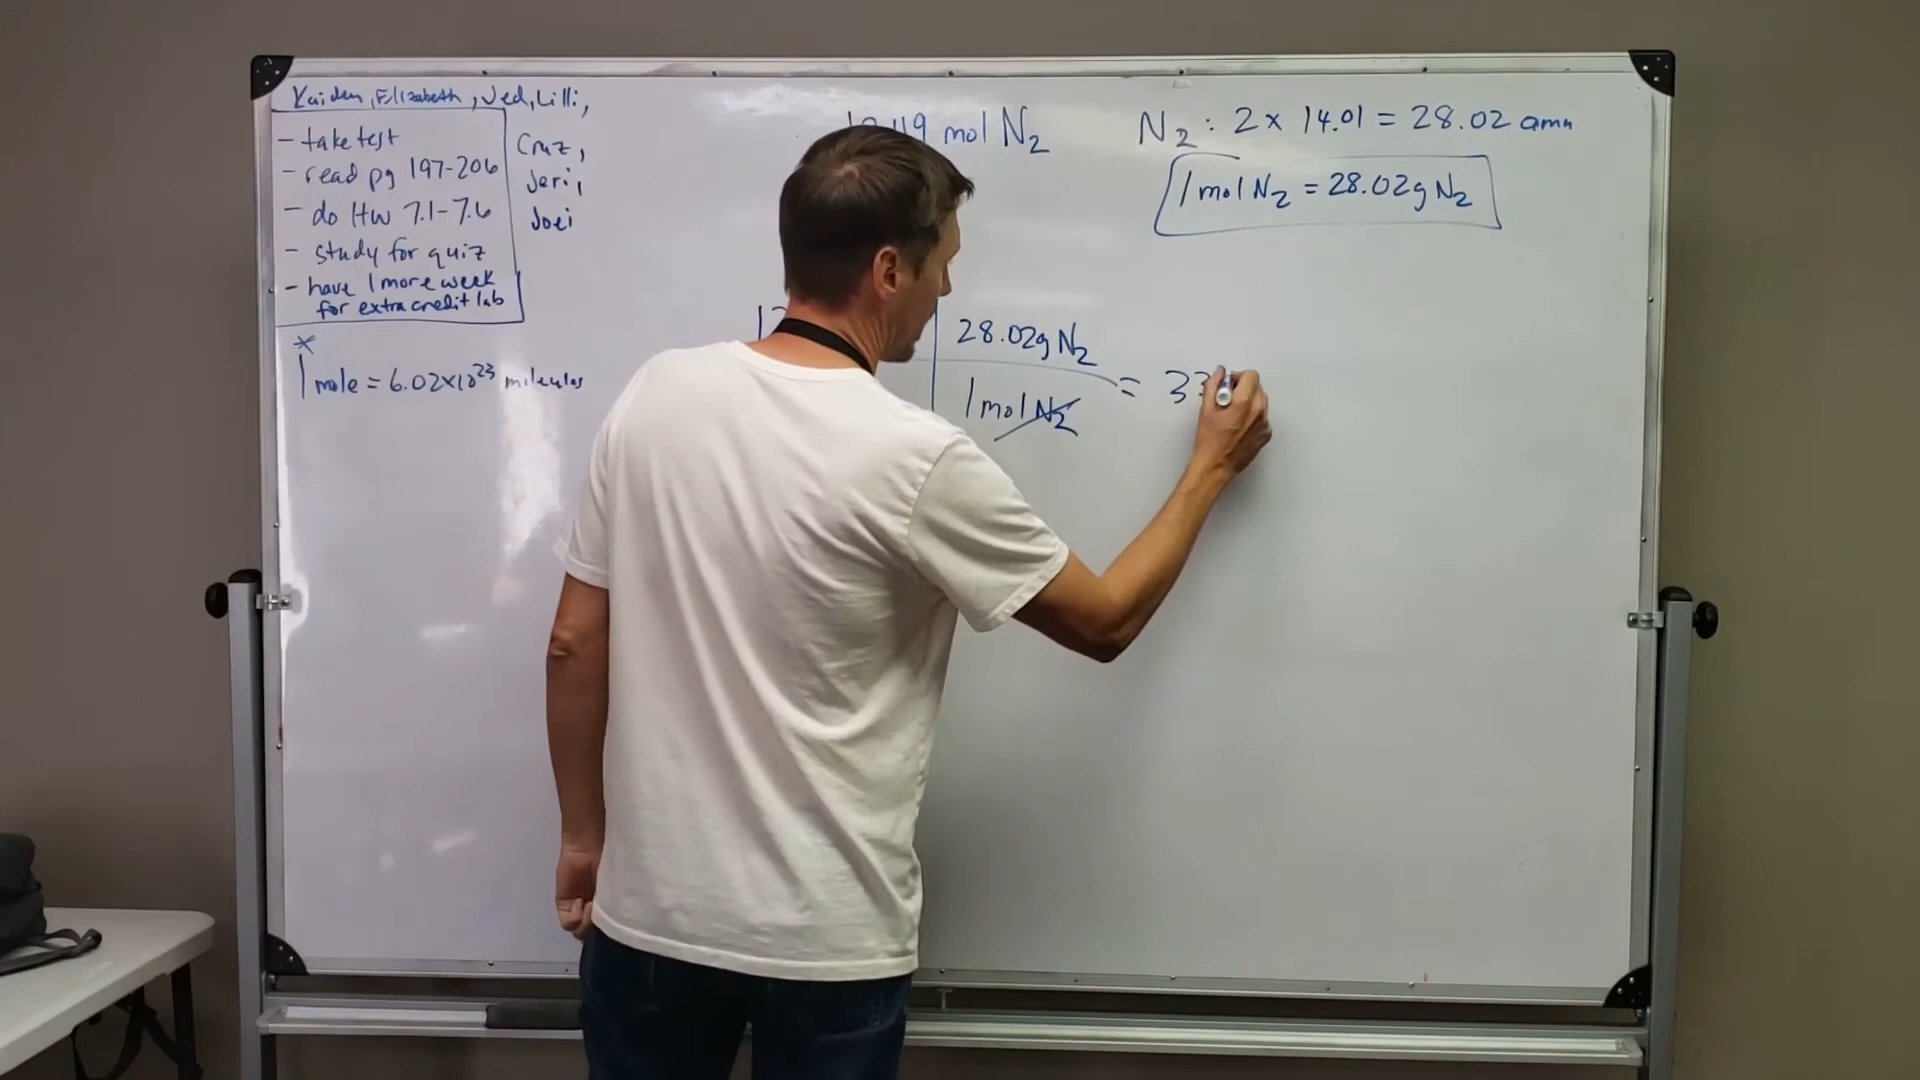 Kaiden, Elizabeth, Jed, Lilli,
Cruz,
Jeri,
Joei
- take test
- read pg 197-206
- do HW 7.1-7.6
- study for quiz
- have 1 more week
for extra credit lab
*
1 mole = 6.02x10²³ molecules
mol N₂
N₂: 2 x 14.01 = 28.02 amu
1 mol N₂ = 28.02g N₂
28.02g N₂
1 mol N₂
= 33